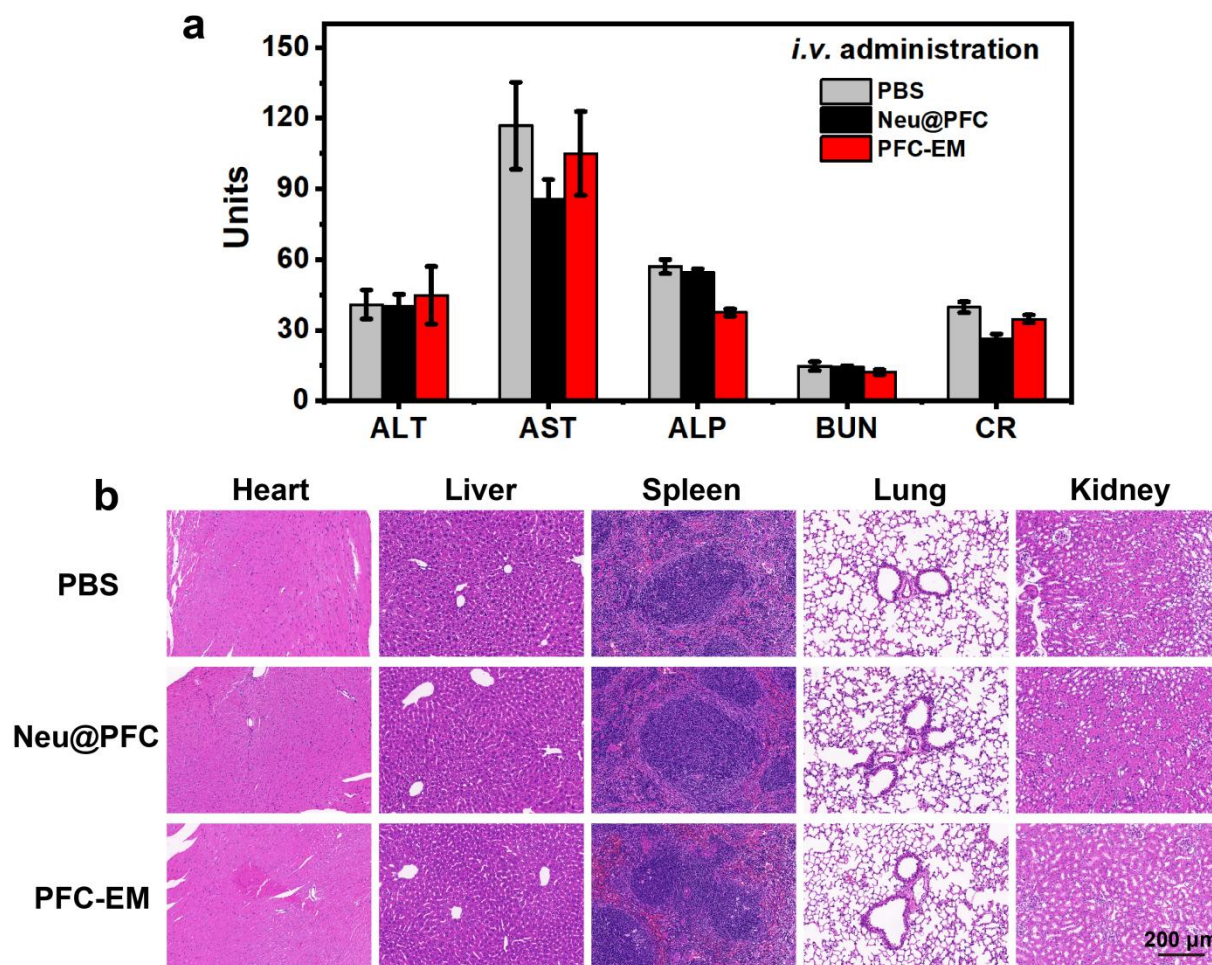 a
i.v. administration
PBS
Neu@PFC
PFC-EM
Units
150
120
90
60
30
0
ALT AST ALP BUN CR
b
Heart Liver Spleen Lung Kidney
PBS
Neu@PFC
PFC-EM
200 μm